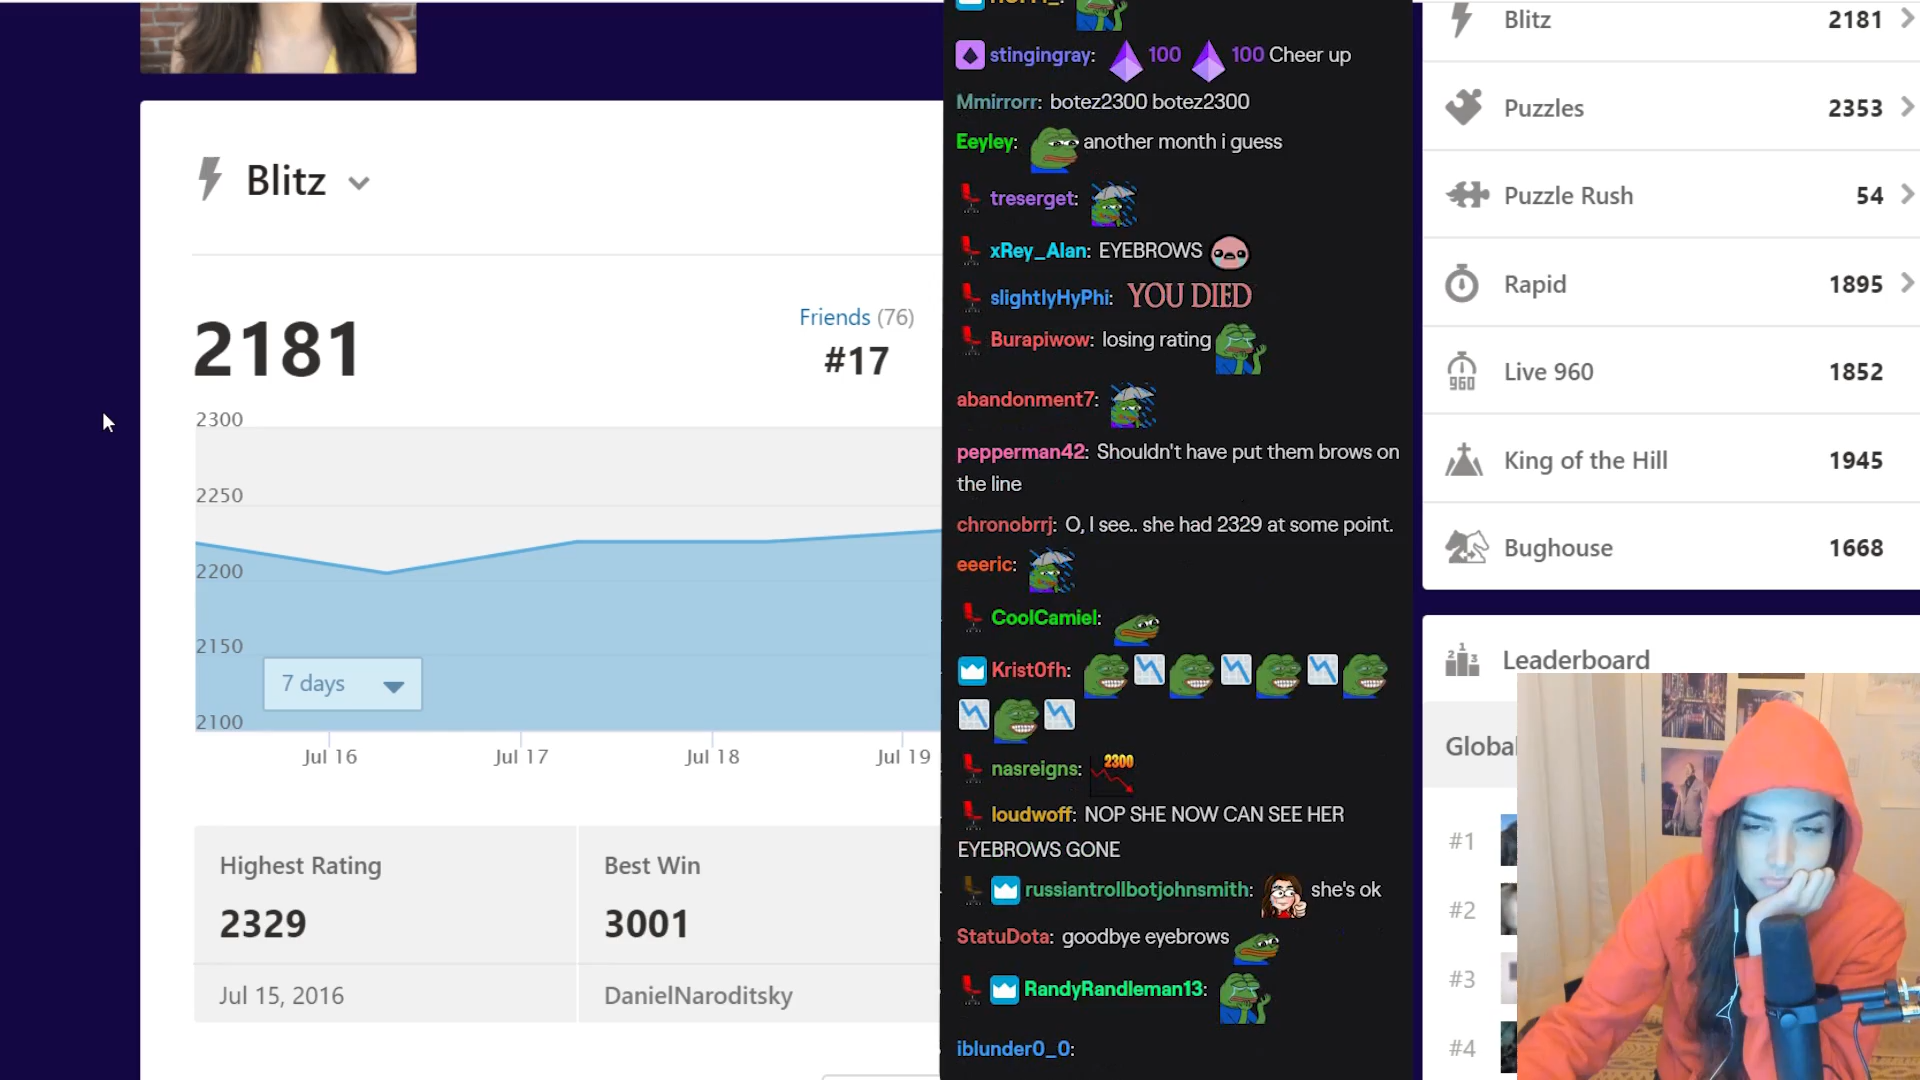 Blitz
2181
Friends (76)
#17
2300
2250
2200
2150
2100
7 days
Jul 16
Jul 17
Jul 18
Jul 19
Highest Rating
2329
Jul 15, 2016
Best Win
3001
DanielNaroditsky
stingingray: 100 100 Cheer up
Mmirrorr: botez2300 botez2300
Eeyley: another month i guess
treserget:
xRey_Alan: EYEBROWS
slightlyHyPhi: YOU DIED
Burapiwow: losing rating
abandonment7:
pepperman42: Shouldn't have put them brows on
the line
chronobrrj: O, I see.. she had 2329 at some point.
eeeric:
CoolCamiel:
Krist0fh:
nasreigns: 2300
loudwoff: NOP SHE NOW CAN SEE HER
EYEBROWS GONE
russiantrollbotjohnsmith: she's ok
StatuDota: goodbye eyebrows
RandyRandleman13:
iblunder0_0:
Blitz 2181
Puzzles 2353
Puzzle Rush 54
Rapid 1895
960 Live 960 1852
King of the Hill 1945
Bughouse 1668
2 1 3 Leaderboard
Global
#1
#2
#3
#4